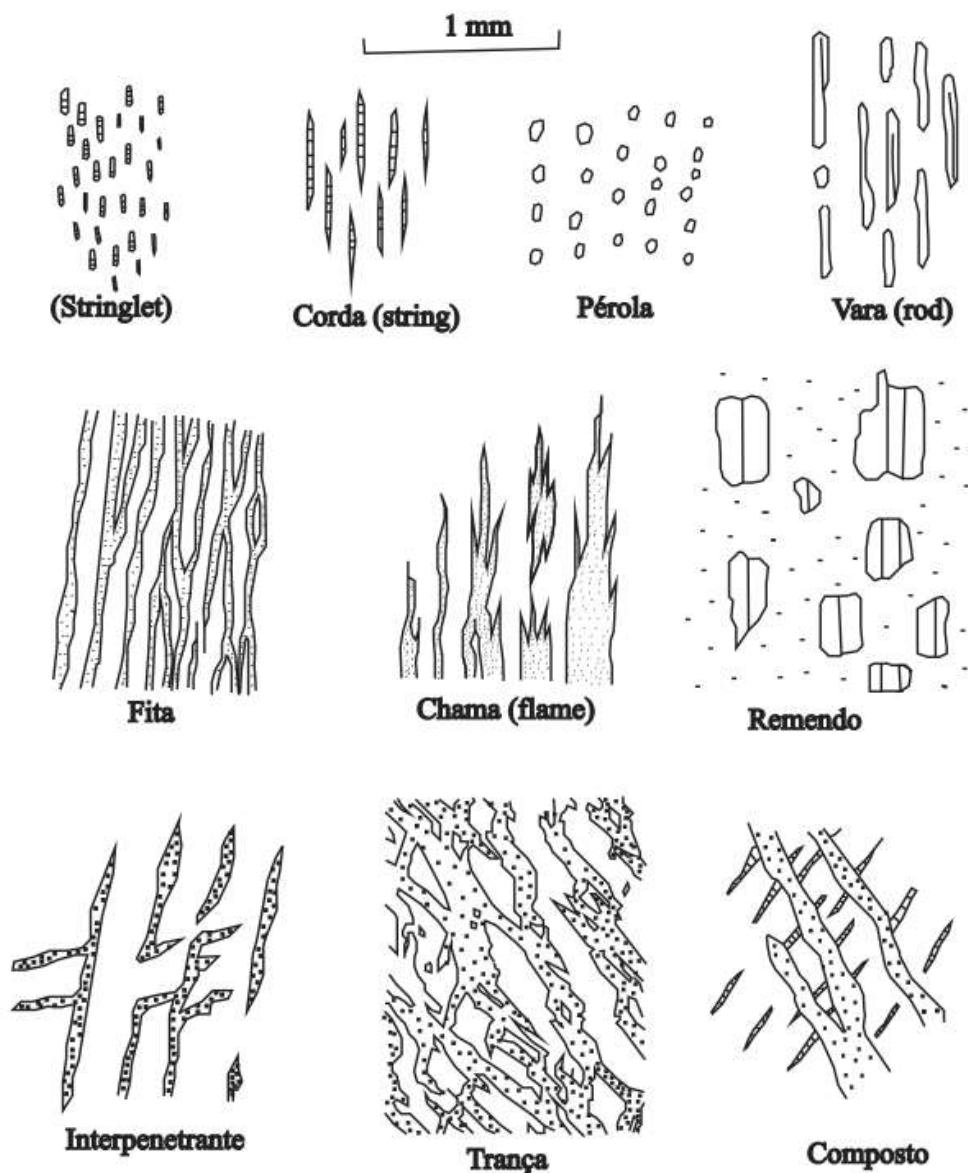 1 mm
(Stringlet)
Corda (string)
Pérola
Vara (rod)
Fita
Chama (flame)
Remendo
Interpenetrante
Trança
Composto